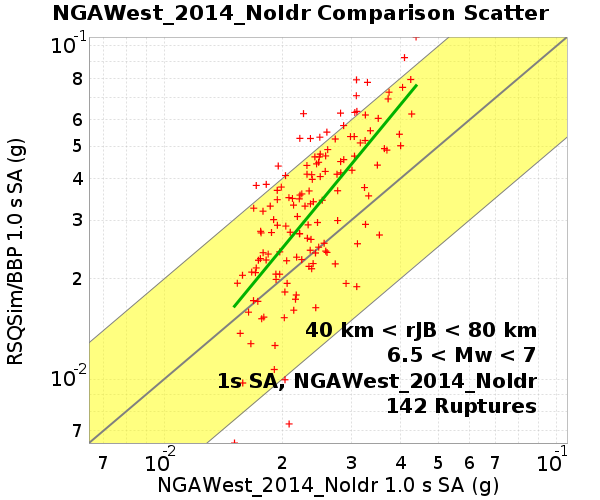 NGAWest_2014_NoIdr Comparison Scatter
10-1
8
6
5
4
3
2
10-2
7
RSQSim/BBP 1.0 s SA (g)
40 km < rJB < 80 km
6.5 < Mw < 7
1s SA, NGAWest_2014_NoIdr
142 Ruptures
7 10-2 2 3 4 5 6 7 8 10-1
NGAWest_2014_NoIdr 1.0 s SA (g)